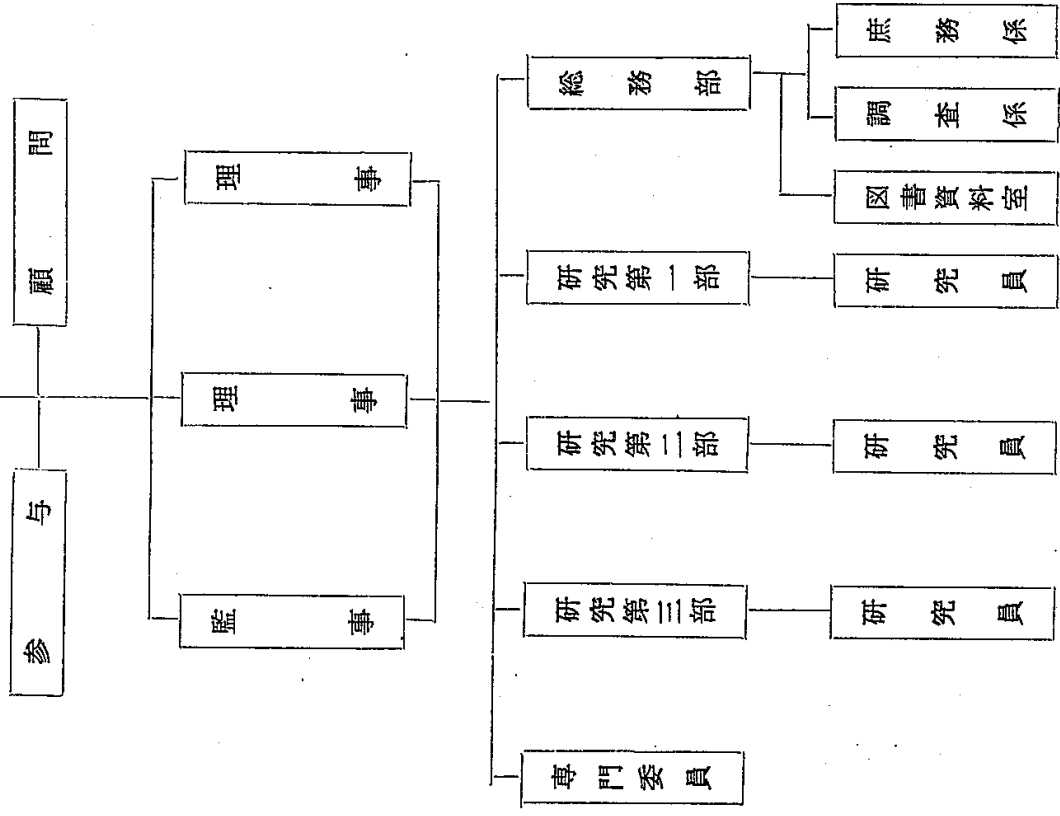 顧問
参与
理事
理事
監事
総務部
研究第一部
研究第二部
研究第三部
専門委員
庶務係
調査係
図書資料室
研究員
研究員
研究員